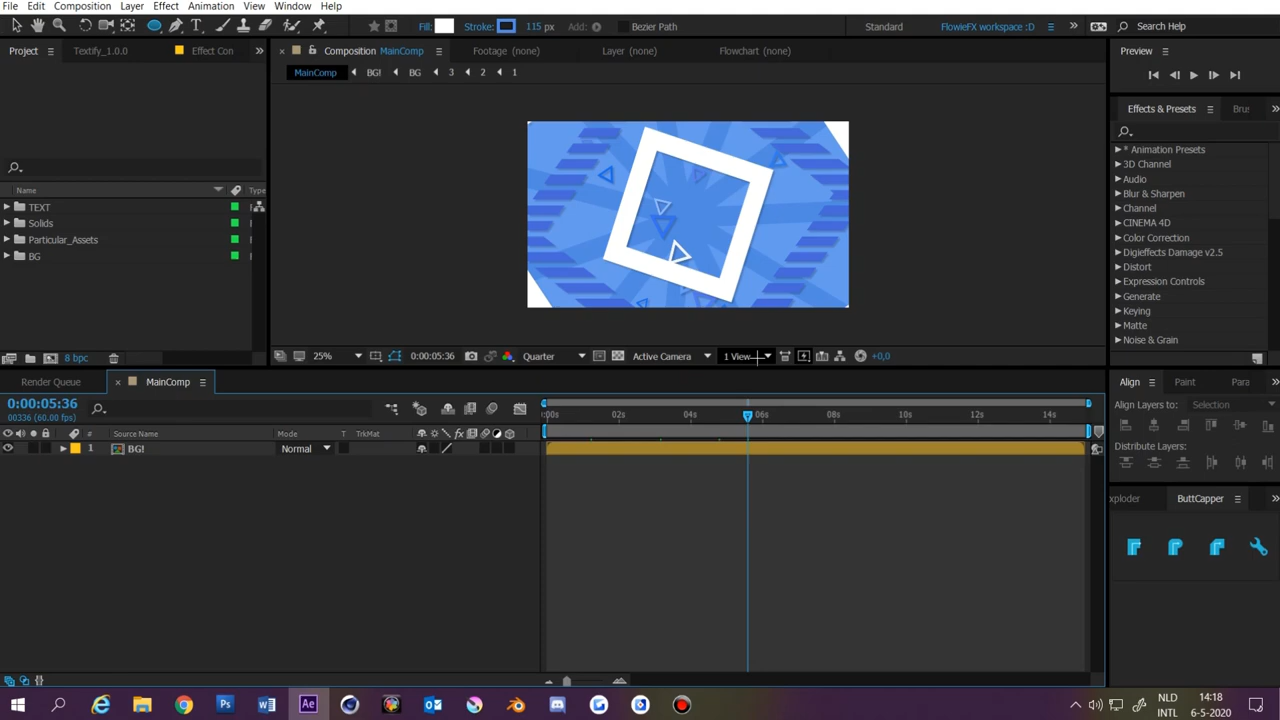 File Edit Composition Layer Effect Animation View Window Help
Fill: Stroke: 115 px Add: Bezier Path Standard FlowieFX workspace :D Search Help
Project Testify_1.0.0 Effect Con Composition MainComp Footage (none) Layer (none) Flowchart (none) Preview
MainComp BG! BG 3 2 1
Effects & Presets Bru
* Animation Presets
3D Channel
Audio
Blur & Sharpen
Channel
CINEMA 4D
Color Correction
Digieffects Damage v2.5
Distort
Expression Controls
Generate
Keying
Matte
Noise & Grain
Name Type
TEXT
Solids
Particular_Assets
BG
8 bpc 25% 0:00:05:36 Quarter Active Camera 1 View +0,0
Render Queue MainComp
0:00:05:36
00336 (60.00 fps)
:00s 02s 04s 06s 08s 10s 12s 14s
# Source Name Mode T TrkMat
1 BG! Normal
Align Paint Para
Align Layers to: Selection
Distribute Layers:
xploder ButtCapper
NLD 14:18
INTL 6-5-2020